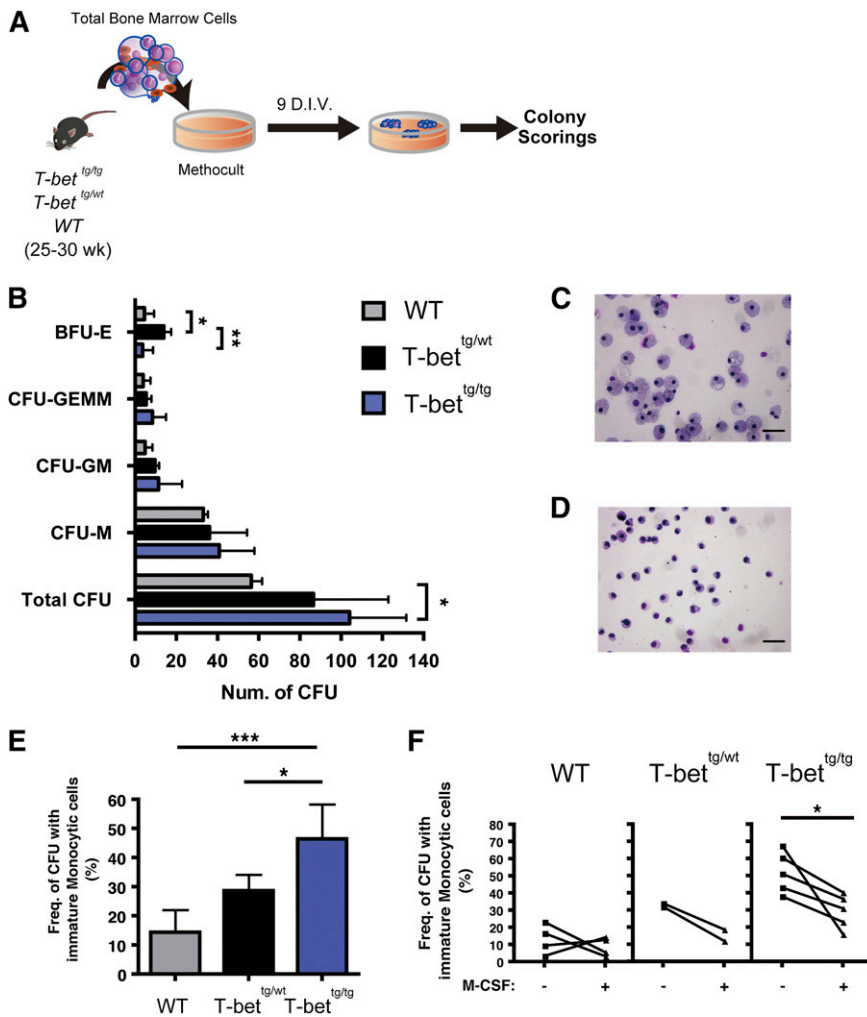 A
Total Bone Marrow Cells
9 D.I.V.
Colony
Scorings
Methocult
T-bet tg/tg
T-bet tg/wt
WT
(25-30 wk)
B
BFU-E
CFU-GEMM
CFU-GM
CFU-M
Total CFU
*
**
*
0 20 40 60 80 100 120 140
Num. of CFU
WT
T-bet tg/wt
T-bet tg/tg
C
D
E
***
*
Freq. of CFU with
immature Monocytic cells
(%)
60
50
40
30
20
10
0
WT T-bet tg/wt T-bet tg/tg
F
WT T-bet tg/wt T-bet tg/tg
*
Freq. of CFU with
immature Monocytic cells
(%)
80
70
60
50
40
30
20
10
0
M-CSF: - + - + - +